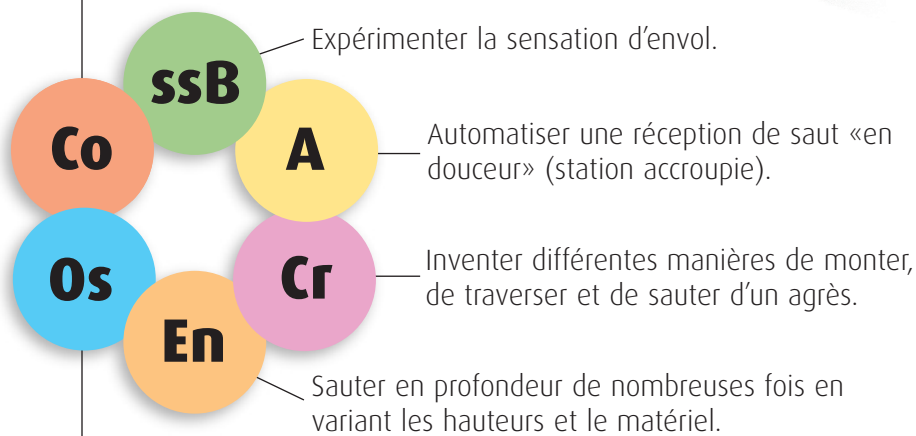 ssB
Expérimenter la sensation d’envol.
Co
A
Automatiser une réception de saut «en
douceur» (station accroupie).
Os
Cr
Inventer différentes manières de monter,
de traverser et de sauter d’un agrès.
En
Sauter en profondeur de nombreuses fois en
variant les hauteurs et le matériel.